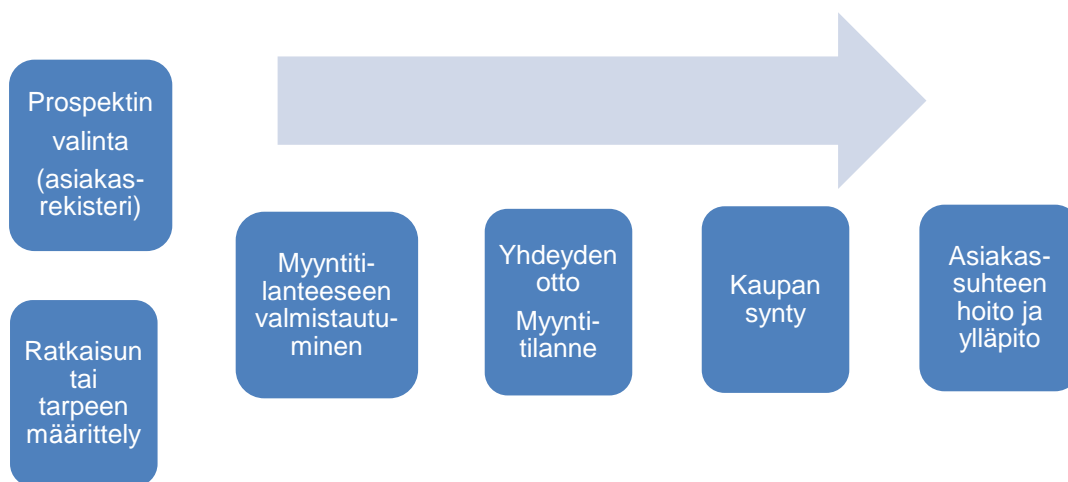 Prospektin
valinta
(asiakas-
rekisteri)
Ratkaisun
tai
tarpeen
määrittely
Myyntiti-
lanteeseen
valmistautu-
minen
Yhdeyden
otto
Myynti-
tilanne
Kaupan
synty
Asiakas-
suhteen
hoito ja
ylläpito